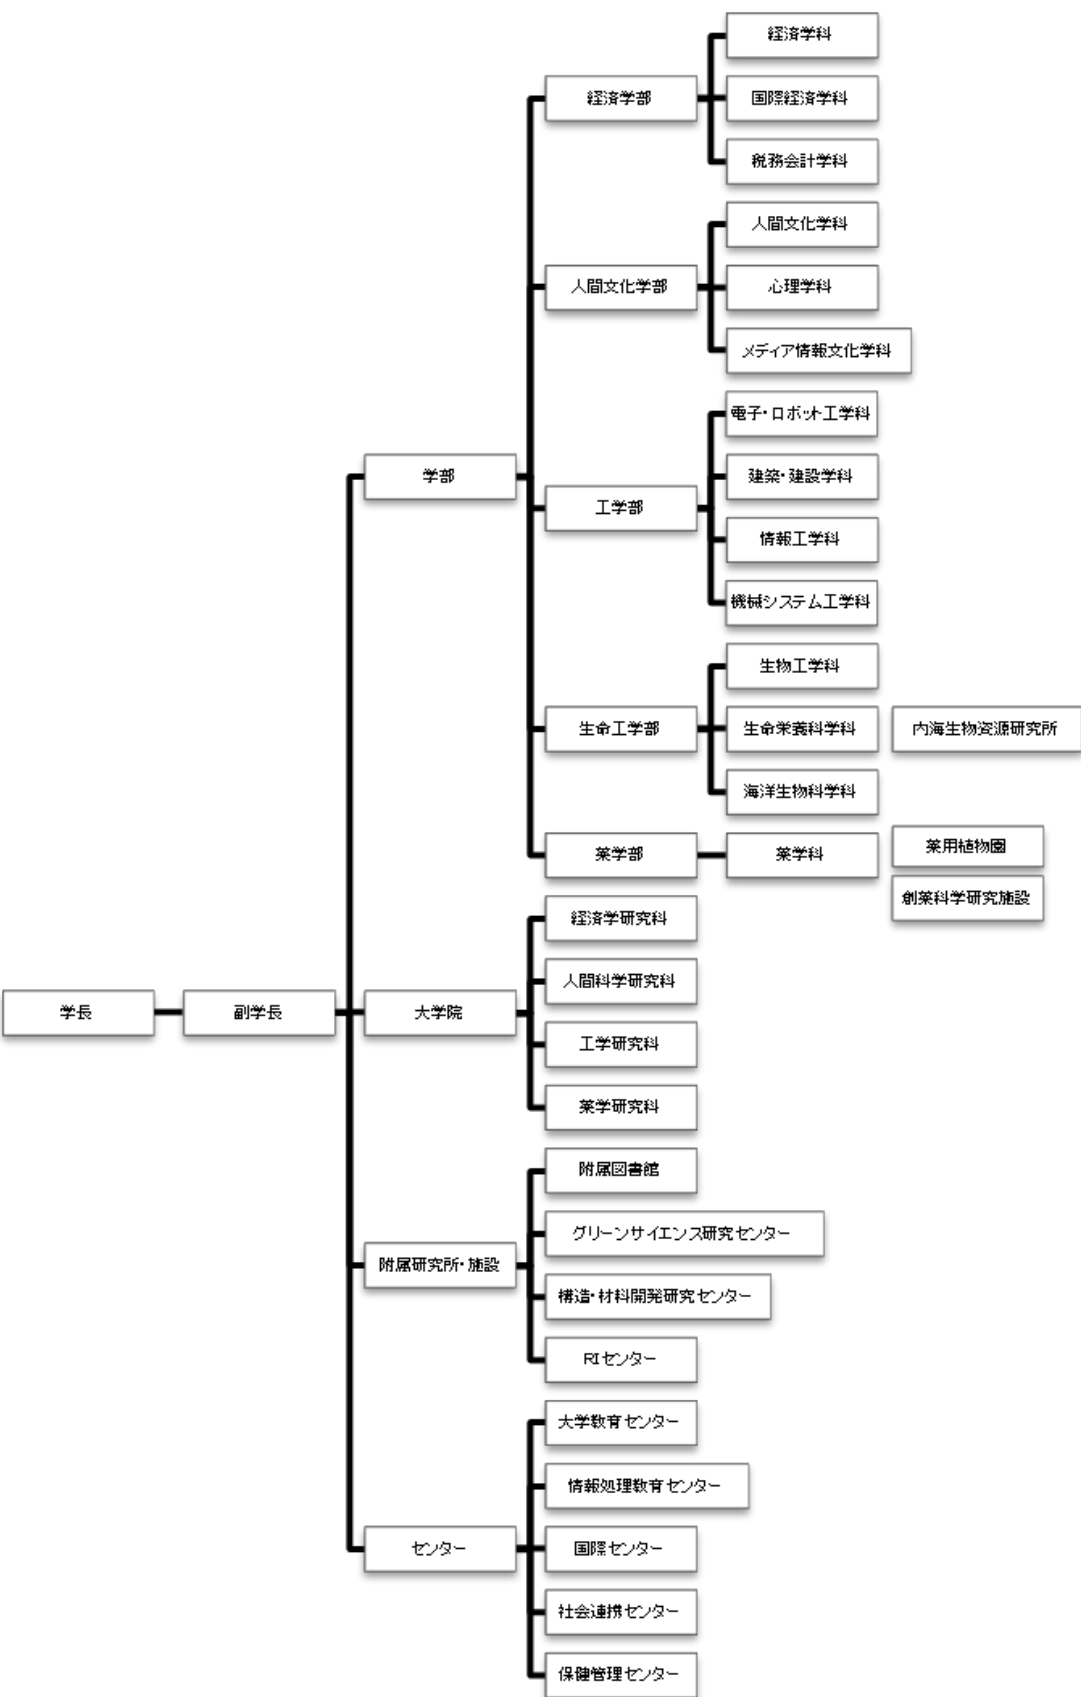 学長
副学長
学部
経済学部
経済学科
国際経済学科
税務会計学科
人間文化学部
人間文化学科
心理学科
メディア情報文化学科
工学部
電子・ロボット工学科
建築・建設学科
情報工学科
機械システム工学科
生命工学部
生物工学科
生命栄養科学科
内海生物資源研究所
海洋生物科学科
薬学部
薬学科
薬用植物園
創薬科学研究施設
大学院
経済学研究科
人間科学研究科
工学研究科
薬学研究科
附属研究所・施設
附属図書館
グリーンサイエンス研究センター
構造・材料開発研究センター
RIセンター
センター
大学教育センター
情報処理教育センター
国際センター
社会連携センター
保健管理センター